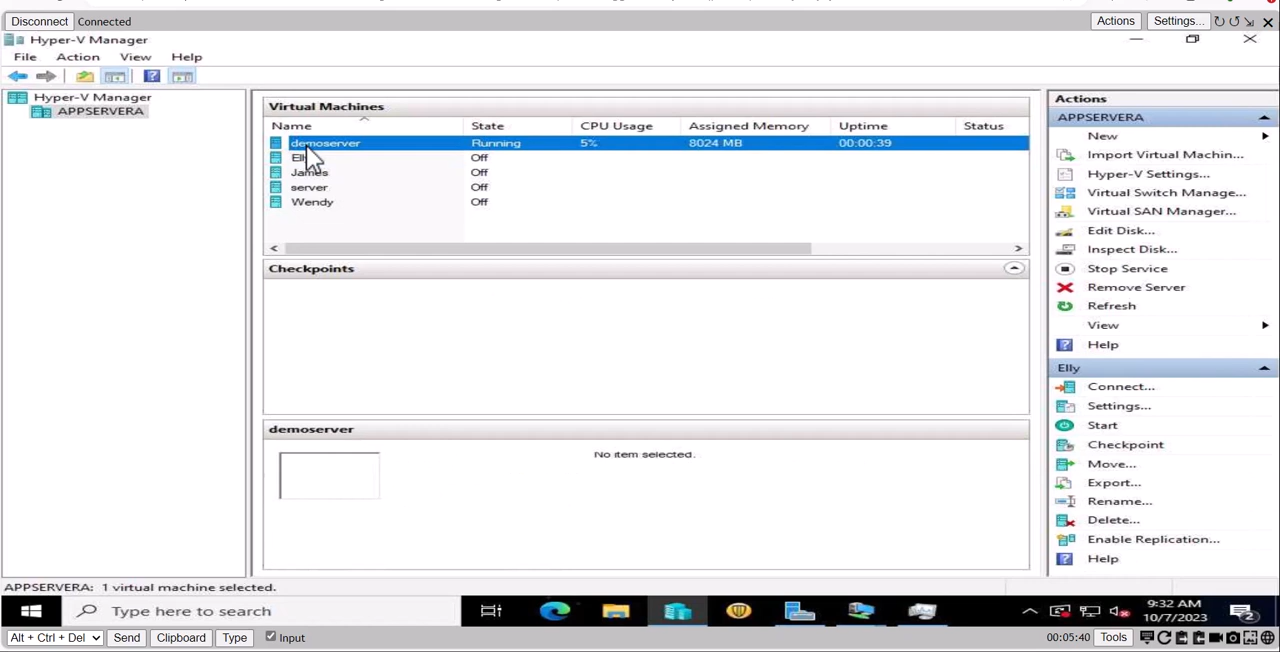 Disconnect Connected Actions Settings...
Hyper-V Manager
File Action View Help
Hyper-V Manager
APPSERVERA
Virtual Machines
Name State CPU Usage Assigned Memory Uptime Status
demoserver Running 5% 8024 MB 00:00:39
Off
James Off
server Off
Wendy Off
Checkpoints
demoserver
No item selected.
Actions
APPSERVERA
New
Import Virtual Machin...
Hyper-V Settings...
Virtual Switch Manage...
Virtual SAN Manager...
Edit Disk...
Inspect Disk...
Stop Service
Remove Server
Refresh
View
Help
Elly
Connect...
Settings...
Start
Checkpoint
Move...
Export...
Rename...
Delete...
Enable Replication...
Help
APPSERVERA: 1 virtual machine selected.
Type here to search
9:32 AM
10/7/2023
2
Alt + Ctrl + Del Send Clipboard Type Input 00:05:40 Tools